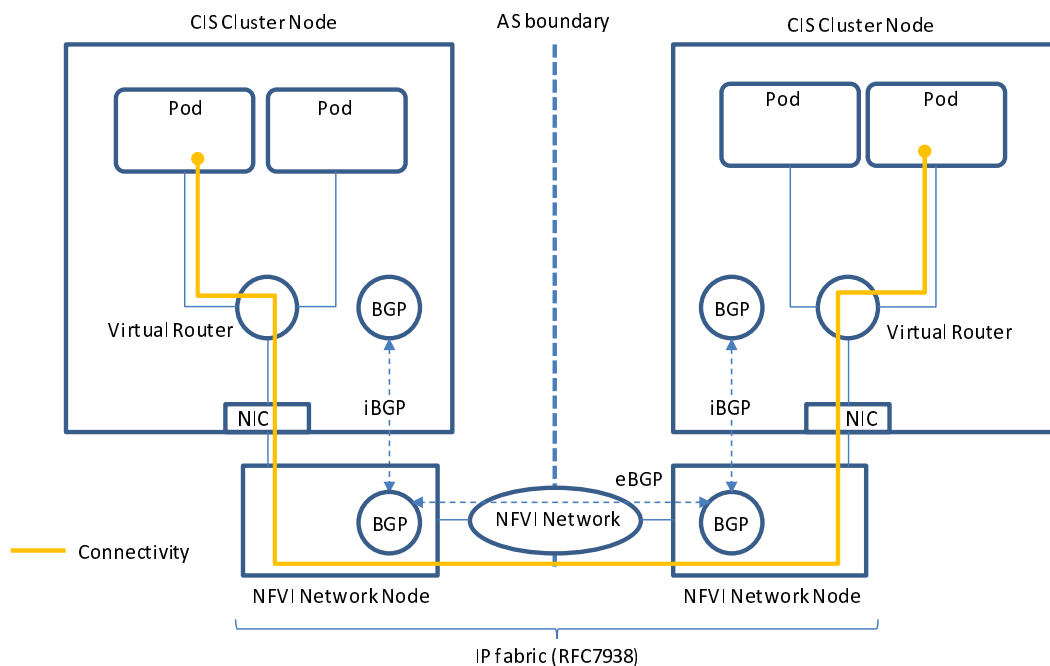 CIS Cluster Node
AS boundary
CIS Cluster Node
Pod
Pod
Pod
Pod
BGP
BGP
Virtual Router
Virtual Router
iBGP
iBGP
NIC
NIC
eBGP
BGP
NFVI Network
BGP
Connectivity
NFVI Network Node
NFVI Network Node
IP fabric (RFC7938)